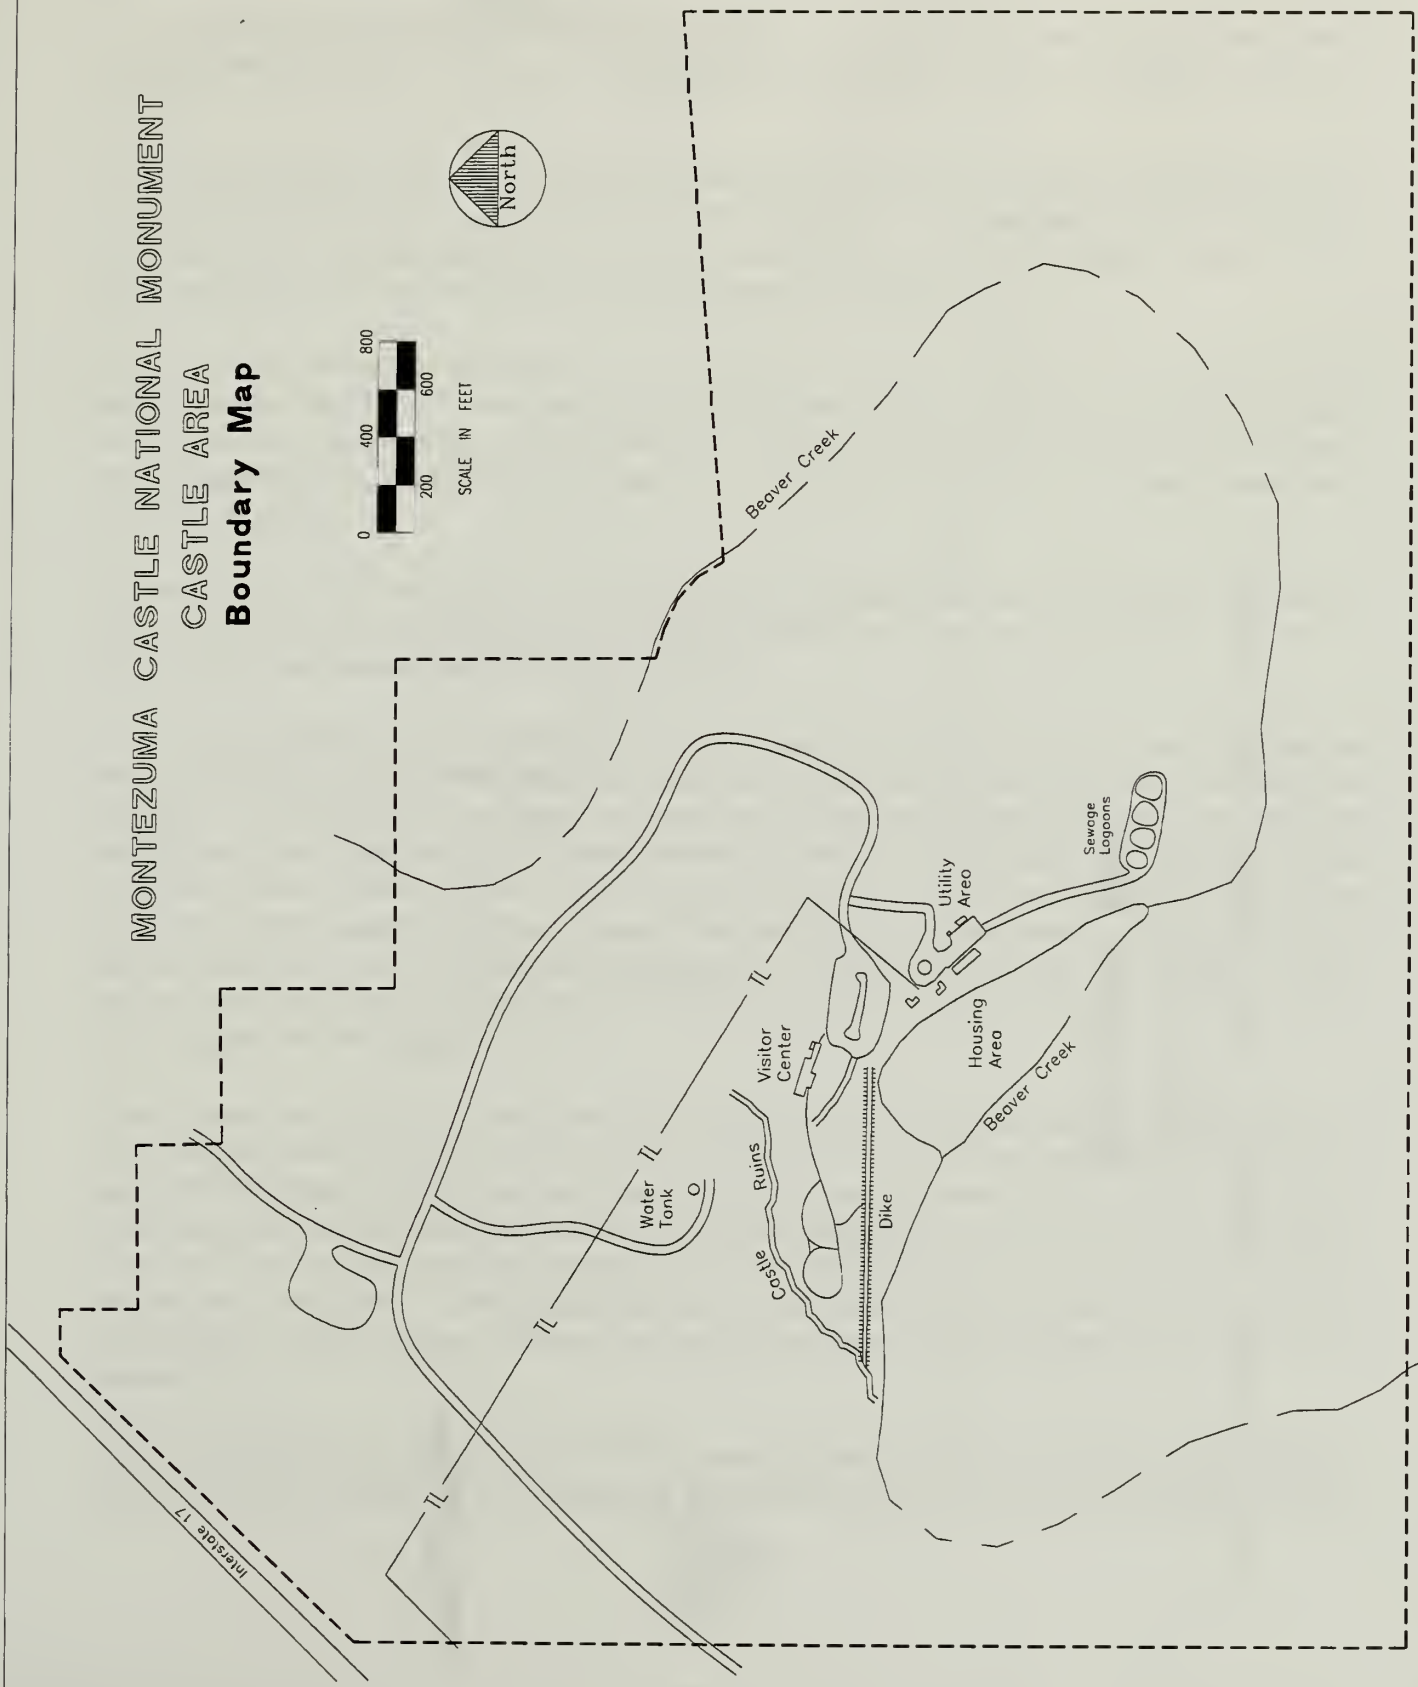 MONTEZUMA CASTLE NATIONAL MONUMENT
CASTLE AREA
Boundary Map
0 400 800
200 600
SCALE IN FEET
North
Interstate 17
TL
TL
TL
TL
Water
Tank
Castle Ruins
Visitor
Center
Dike
Housing
Area
Utility
Area
Sewage
Lagoons
Beaver Creek
Beaver Creek